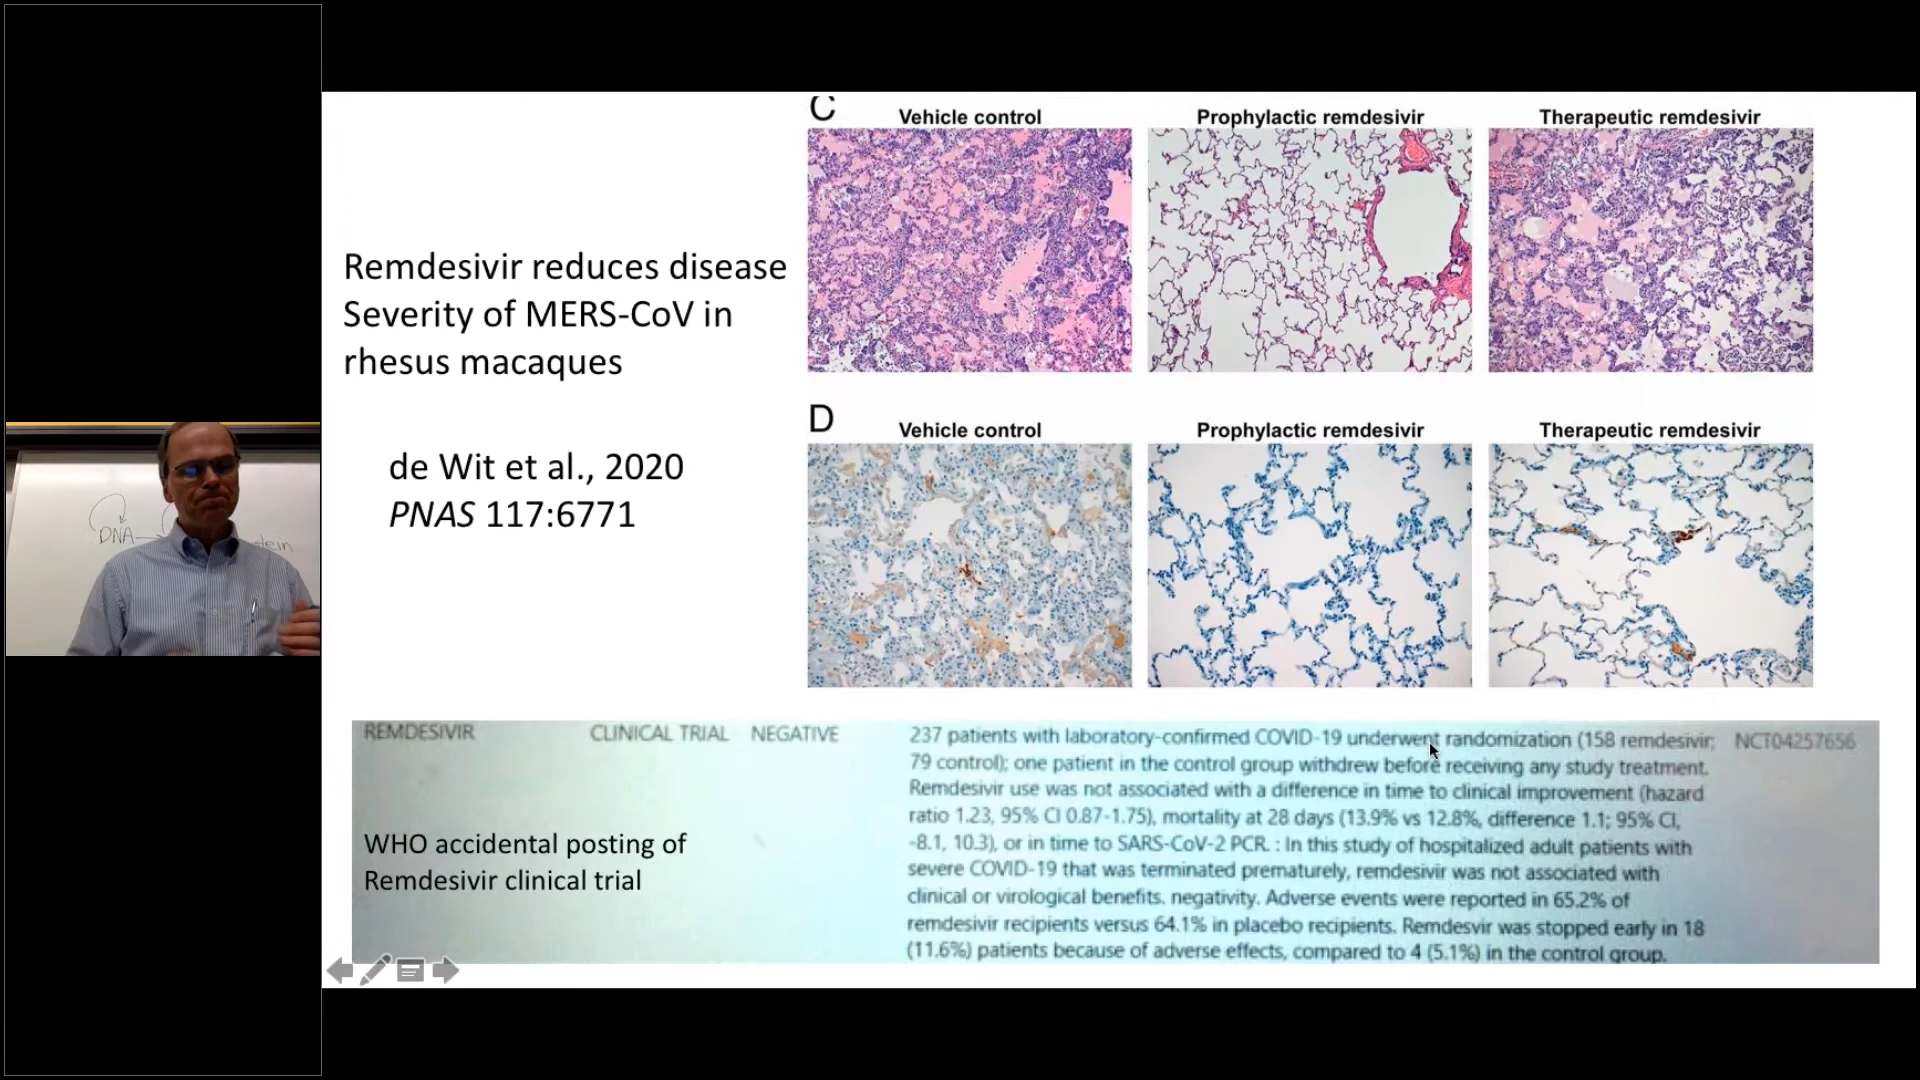 C
Vehicle control
Prophylactic remdesivir
Therapeutic remdesivir
Remdesivir reduces disease
Severity of MERS-CoV in
rhesus macaques
de Wit et al., 2020
PNAS 117:6771
D
Vehicle control
Prophylactic remdesivir
Therapeutic remdesivir
DNA
tein
REMDESIVIR
CLINICAL TRIAL
NEGATIVE
237 patients with laboratory-confirmed COVID-19 underwent randomization (158 remdesivir;
79 control); one patient in the control group withdrew before receiving any study treatment.
Remdesivir use was not associated with a difference in time to clinical improvement (hazard
ratio 1.23, 95% CI 0.87-1.75), mortality at 28 days (13.9% vs 12.8%, difference 1.1; 95% CI,
-8.1, 10.3), or in time to SARS-CoV-2 PCR. : In this study of hospitalized adult patients with
severe COVID-19 that was terminated prematurely, remdesivir was not associated with
clinical or virological benefits. negativity. Adverse events were reported in 65.2% of
remdesivir recipients versus 64.1% in placebo recipients. Remdesvir was stopped early in 18
(11.6%) patients because of adverse effects, compared to 4 (5.1%) in the control group.
NCT04257656
WHO accidental posting of
Remdesivir clinical trial